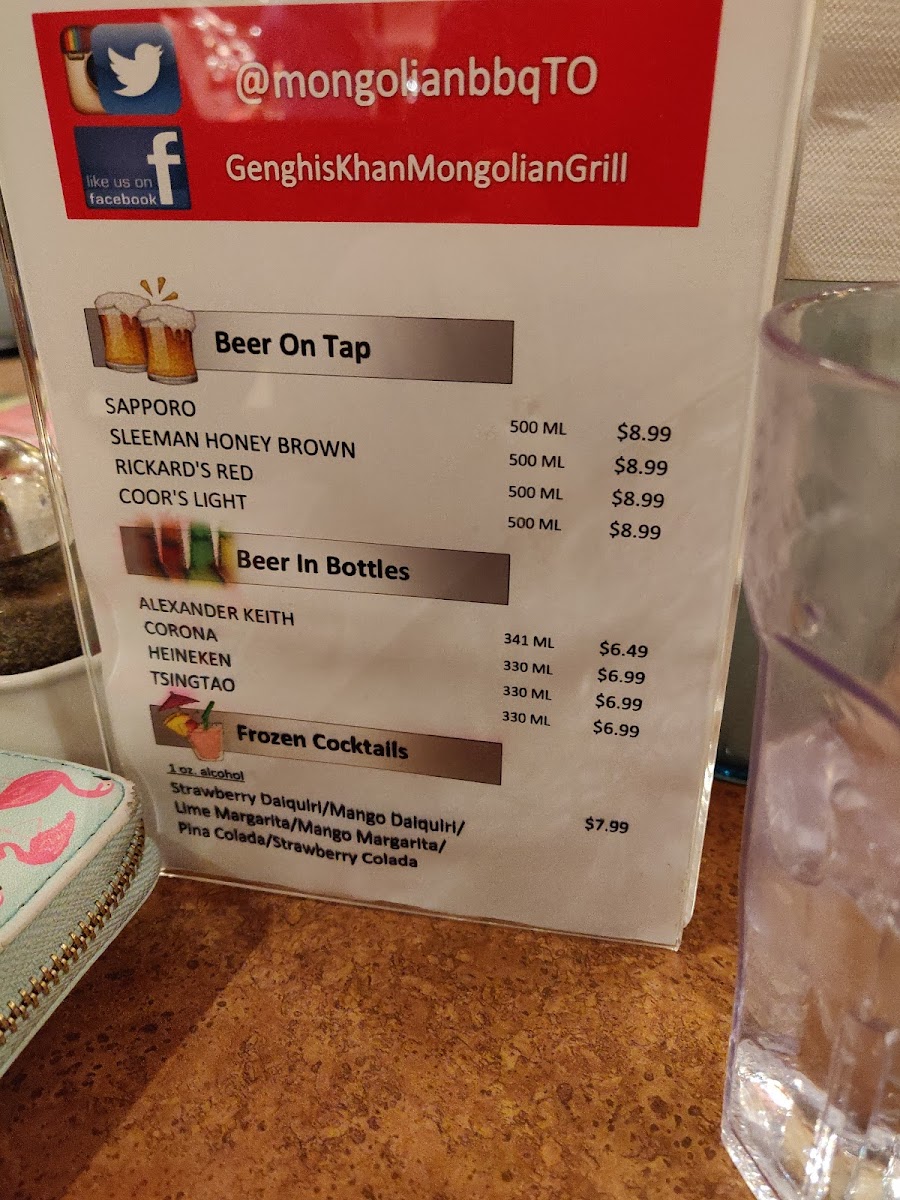 @mongolianbbqTO
like us on
facebook
f
GenghisKhanMongolianGrill
Beer On Tap
SAPPORO 500 ML $8.99
SLEEMAN HONEY BROWN 500 ML $8.99
RICKARD'S RED 500 ML $8.99
COOR'S LIGHT 500 ML $8.99
Beer In Bottles
ALEXANDER KEITH 341 ML $6.49
CORONA 330 ML $6.99
HEINEKEN 330 ML $6.99
TSINGTAO 330 ML $6.99
Frozen Cocktails
1 oz. alcohol
Strawberry Daiquiri/Mango Daiquiri/ $7.99
Lime Margarita/Mango Margarita/
Pina Colada/Strawberry Colada